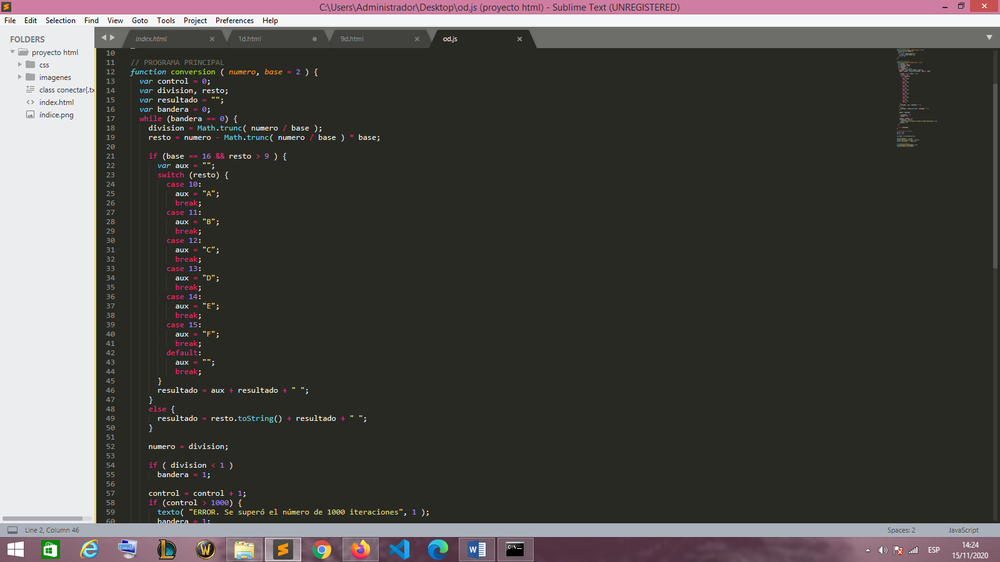 C:\Users\Administrador\Desktop\od.js (proyecto html) - Sublime Text (UNREGISTERED)
File Edit Selection Find View Goto Tools Project Preferences Help
FOLDERS
proyecto html
css
imagenes
class conectar{.tx
index.html
índice.png
index.html 1d.html 9d.html od.js
10
11 // PROGRAMA PRINCIPAL
12 function conversion ( numero, base = 2 ) {
13 var control = 0;
14 var division, resto;
15 var resultado = "";
16 var bandera = 0;
17 while (bandera == 0) {
18 division = Math.trunc( numero / base );
19 resto = numero - Math.trunc( numero / base ) * base;
20
21 if (base == 16 && resto > 9 ) {
22 var aux = "";
23 switch (resto) {
24 case 10:
25 aux = "A";
26 break;
27 case 11:
28 aux = "B";
29 break;
30 case 12:
31 aux = "C";
32 break;
33 case 13:
34 aux = "D";
35 break;
36 case 14:
37 aux = "E";
38 break;
39 case 15:
40 aux = "F";
41 break;
42 default:
43 aux = "";
44 break;
45 }
46 resultado = aux + resultado + " ";
47 }
48 else {
49 resultado = resto.toString() + resultado + " ";
50 }
51
52 numero = division;
53
54 if ( division < 1 )
55 bandera = 1;
56
57 control = control + 1;
58 if (control > 1000) {
59 texto( "ERROR. Se superó el número de 1000 iteraciones", 1 );
60 bandera = 1;
Line 2, Column 46 Spaces: 2 JavaScript
ESP
14:24
15/11/2020